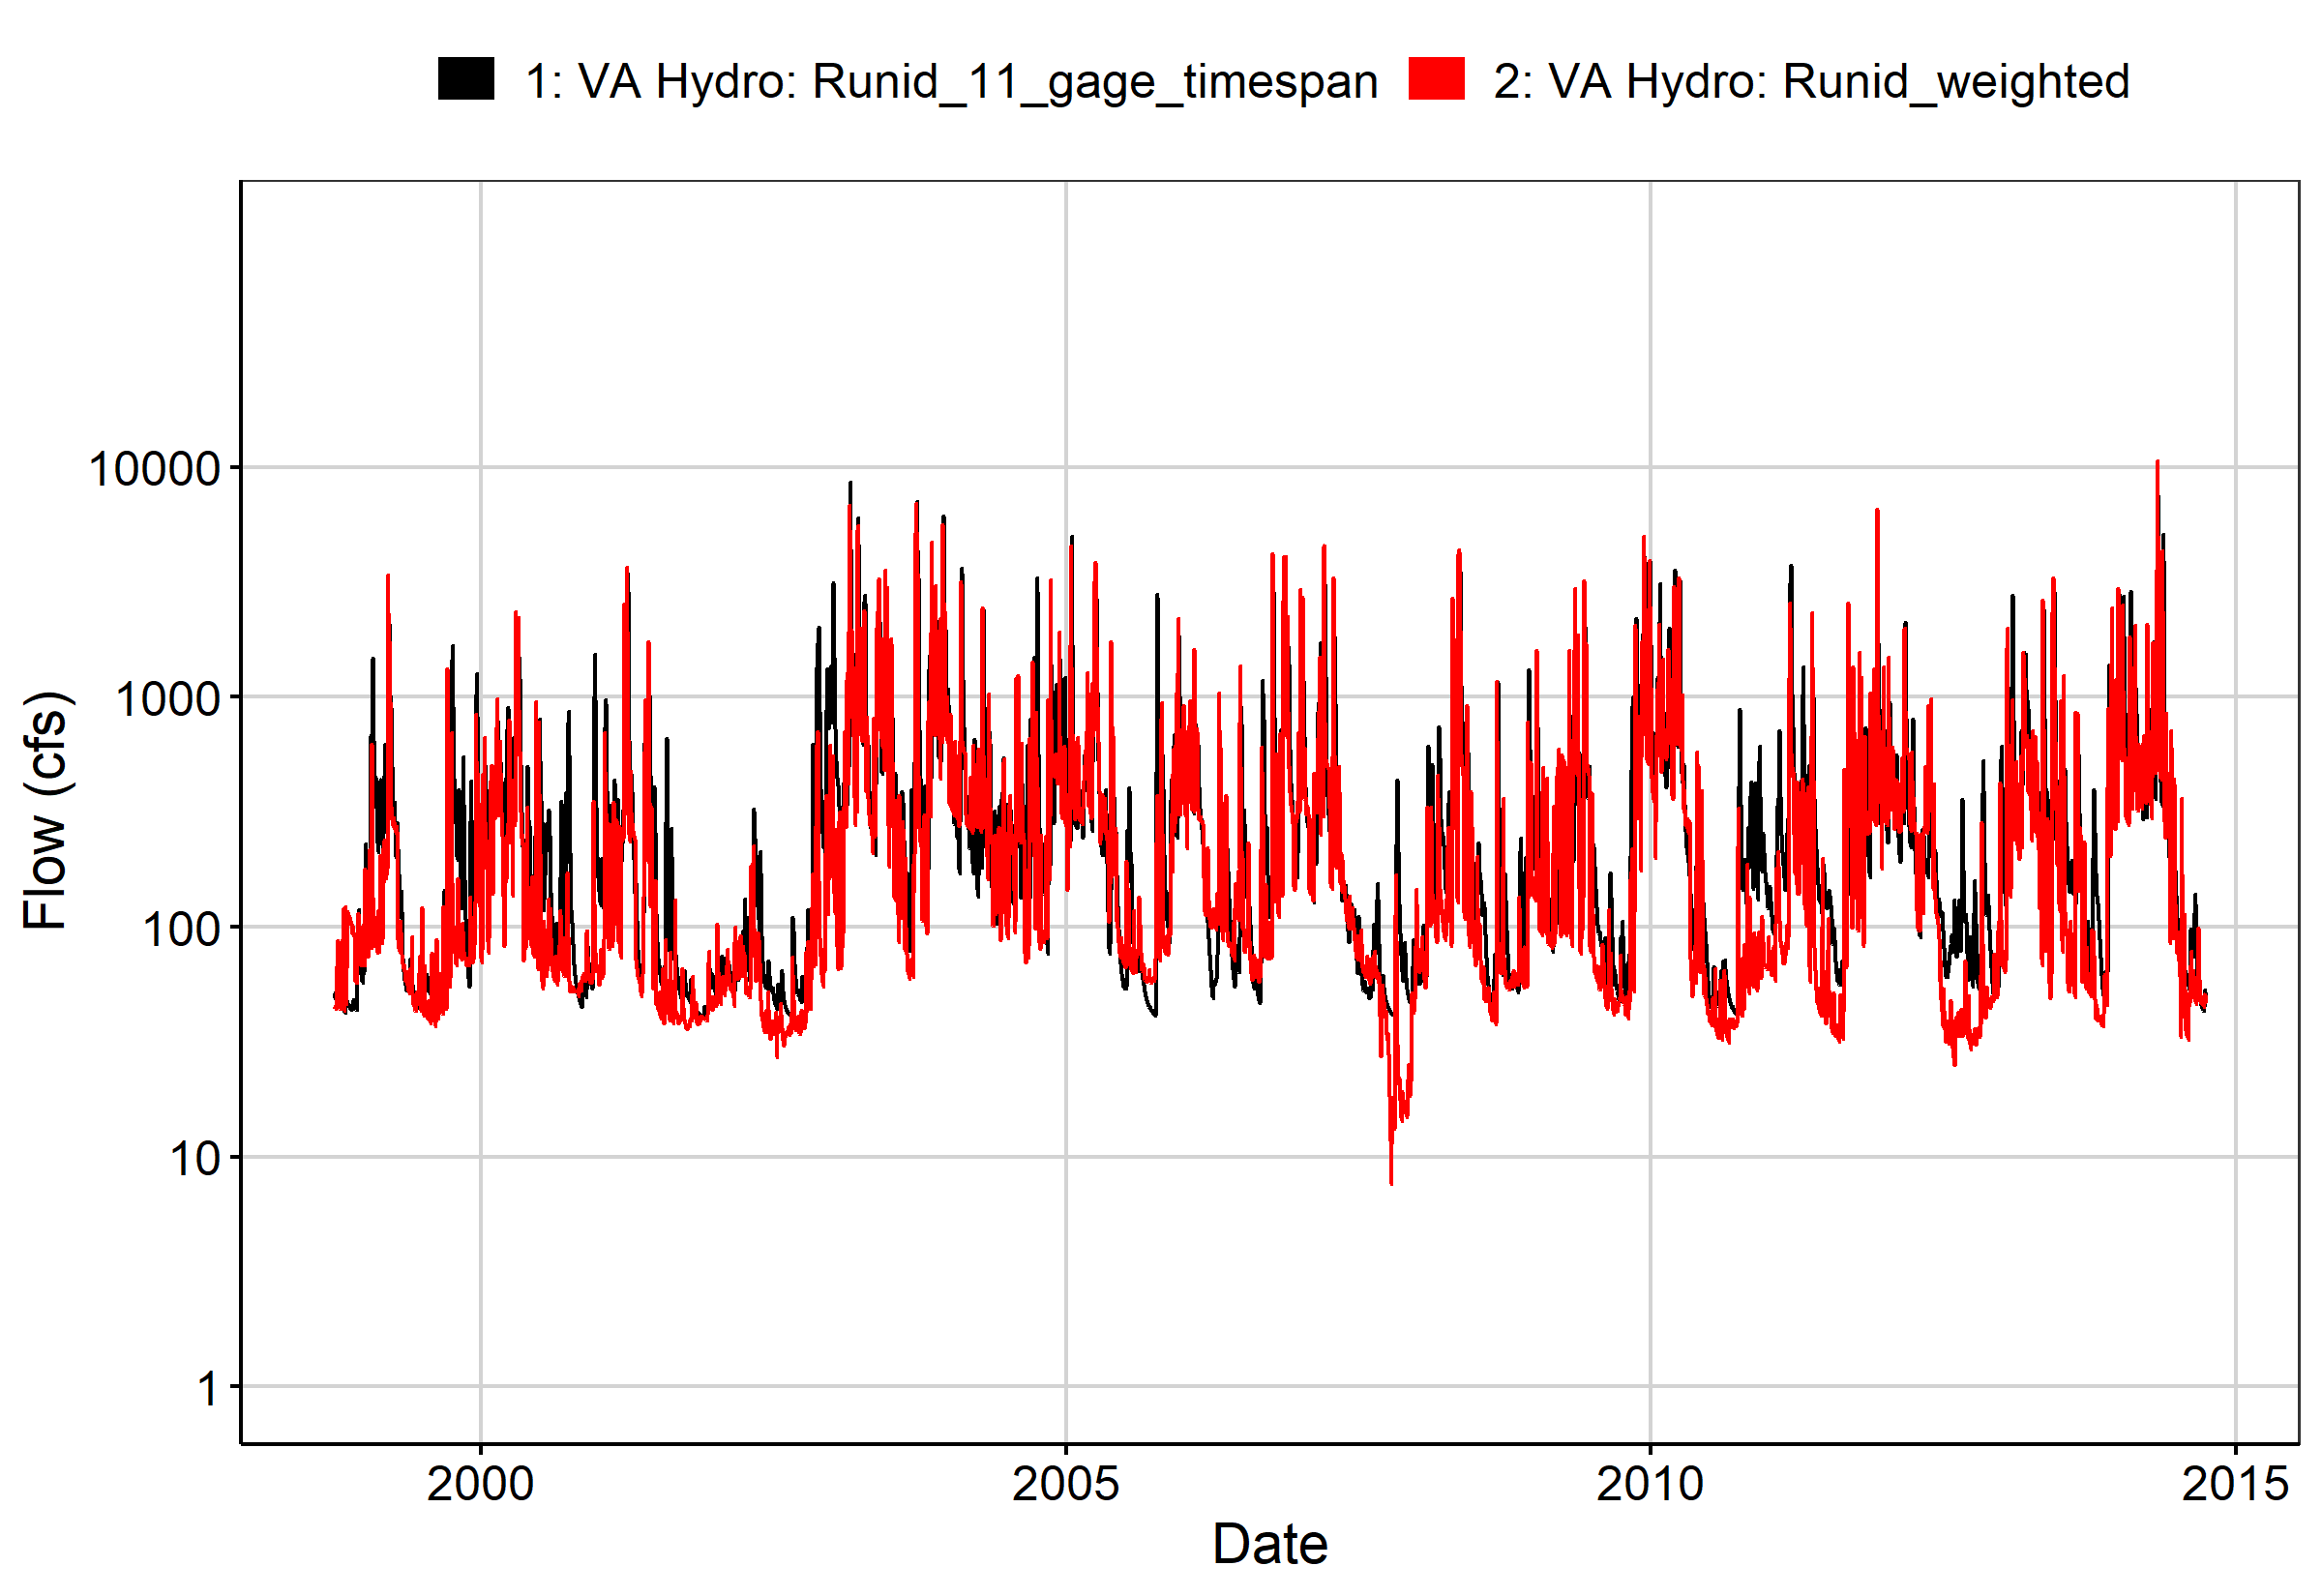 1: VA Hydro: Runid_11_gage_timespan 2: VA Hydro: Runid_weighted
10000
1000
100
10
1
Flow (cfs)
2000 2005 2010 2015
Date